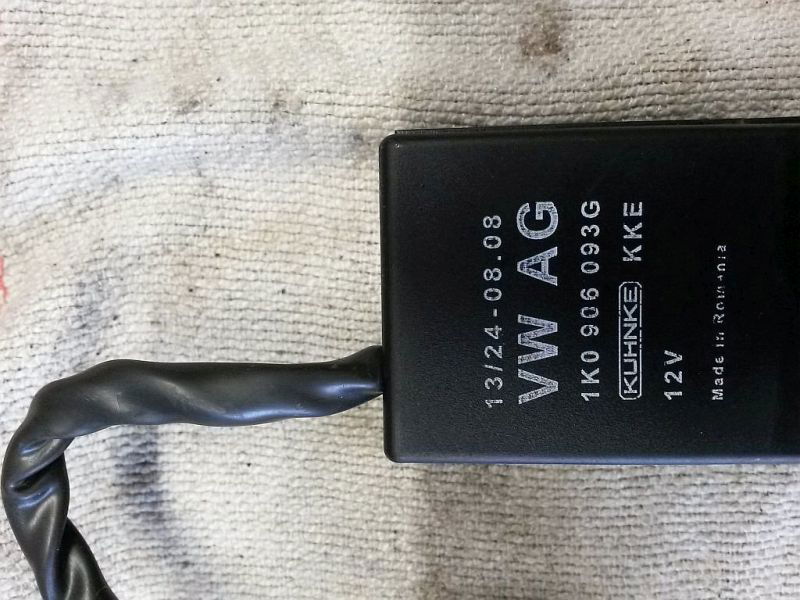 13/24-08.08
VW AG
1K0 906 093G
KUHNKE KKE
12V
Made in Romania